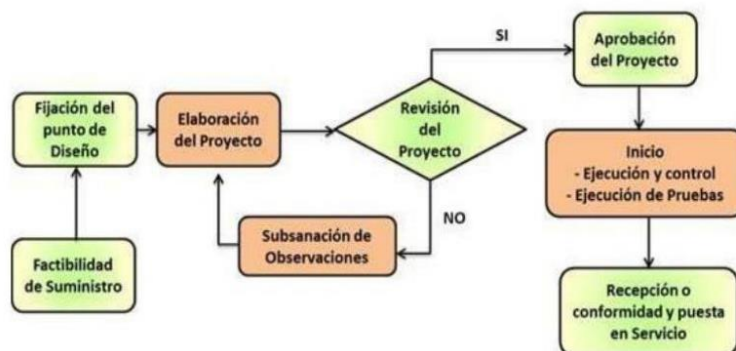 Factibilidad
de Suministro
Fijación del
punto de
Diseño
Elaboración
del Proyecto
Revisión
del
Proyecto
SI
NO
Subsanación de
Observaciones
Aprobación
del Proyecto
Inicio
- Ejecución y control
- Ejecución de Pruebas
Recepción o
conformidad y puesta
en Servicio